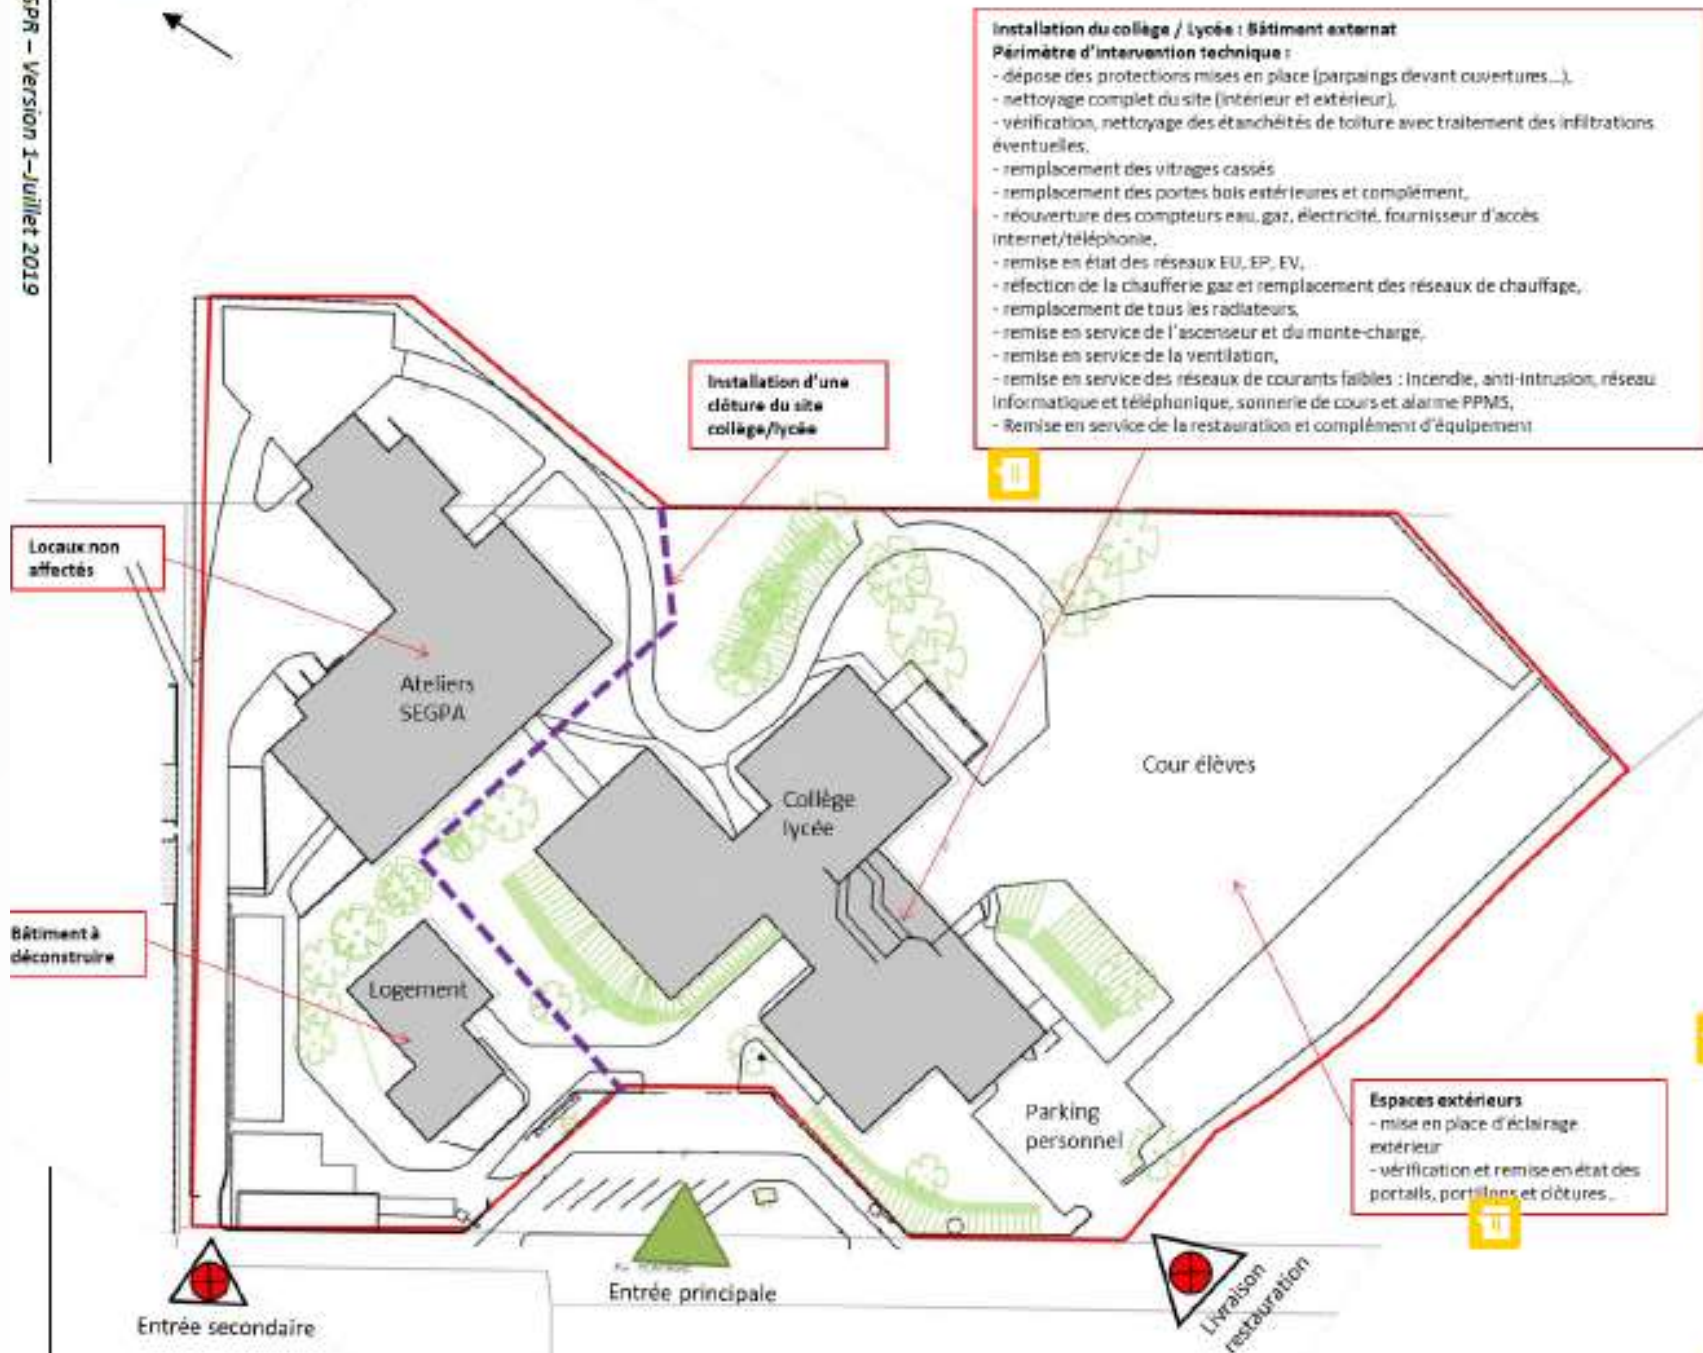 SPR – Version 1–Juillet 2019
Installation du collège / Lycée : Bâtiment externat
Périmètre d'intervention technique :
- dépose des protections mises en place (parpaings devant ouvertures...),
- nettoyage complet du site (intérieur et extérieur),
- vérification, nettoyage des étanchéités de toiture avec traitement des infiltrations
éventuelles,
- remplacement des vitrages cassés
- remplacement des portes bois extérieures et complément,
- réouverture des compteurs eau, gaz, électricité, fournisseur d'accès
internet/téléphonie,
- remise en état des réseaux EU, EP, EV,
- réfection de la chaufferie gaz et remplacement des réseaux de chauffage,
- remplacement de tous les radiateurs,
- remise en service de l'ascenseur et du monte-charge,
- remise en service de la ventilation,
- remise en service des réseaux de courants faibles : incendie, anti-intrusion, réseau
informatique et téléphonique, sonnerie de cours et alarme PPMS,
- Remise en service de la restauration et complément d'équipement
Installation d'une
clôture du site
collège/lycée
Locaux non
affectés
Ateliers
SEGPA
Cour élèves
Collège
lycée
Bâtiment à
déconstruire
Logement
Parking
personnel
Espaces extérieurs
- mise en place d'éclairage
extérieur
- vérification et remise en état des
portails, portillons et clôtures...
Entrée principale
Entrée secondaire
Livraison
restauration